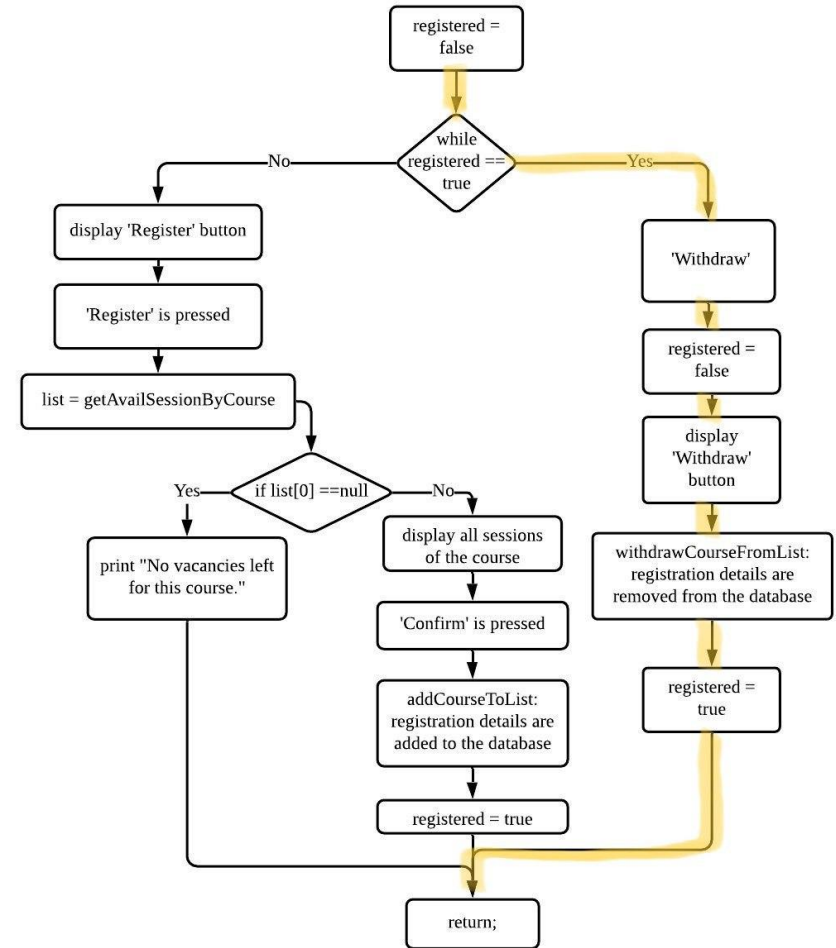 registered =
false
while
registered ==
true
No
Yes
display 'Register' button
'Register' is pressed
list = getAvailSessionByCourse
if list[0] ==null
Yes
No
print "No vacancies left
for this course."
display all sessions
of the course
'Confirm' is pressed
addCourseToList:
registration details are
added to the database
registered = true
'Withdraw'
registered =
false
display
'Withdraw'
button
withdrawCourseFromList:
registration details are
removed from the database
registered =
true
return;